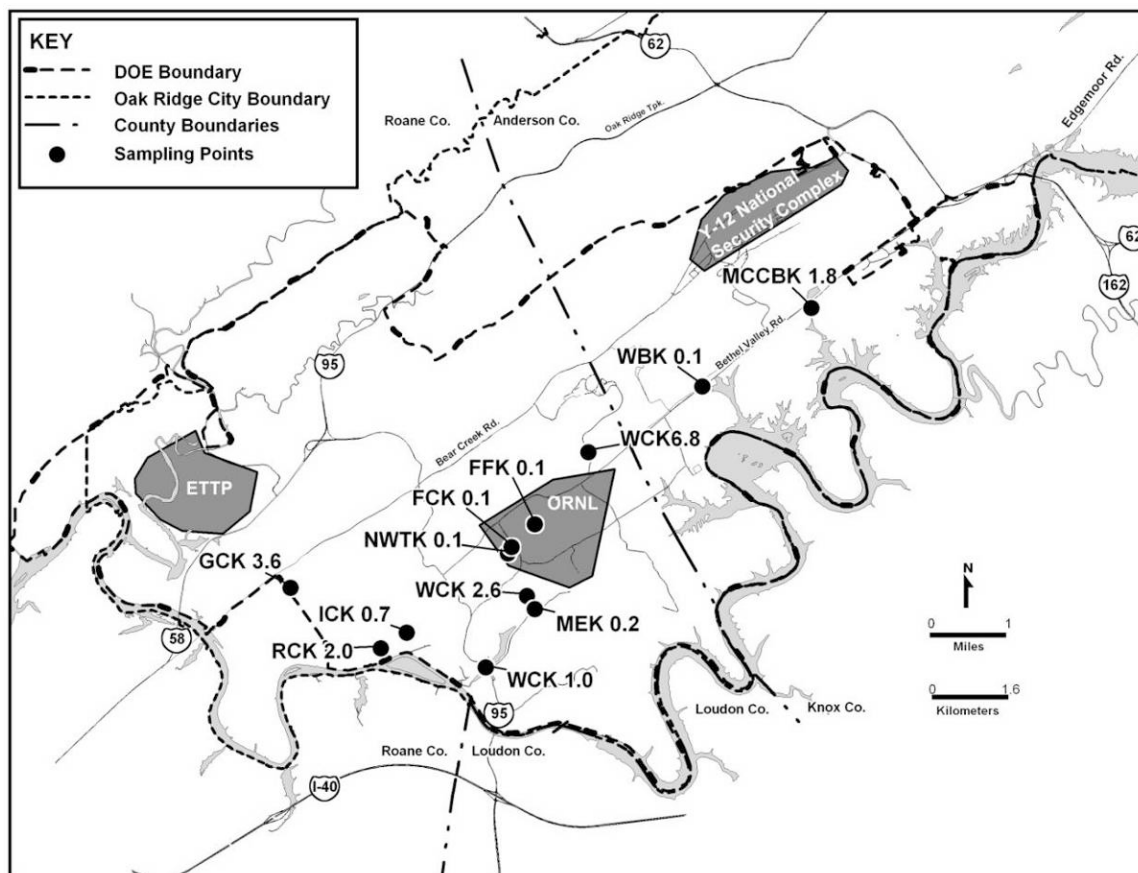 KEY
DOE Boundary
Oak Ridge City Boundary
County Boundaries
Sampling Points
62
Edgemoor Rd.
Roane Co.
Anderson Co.
Oak Ridge Tpk.
Y-12 National
Security Complex
62
162
MCCBK 1.8
Bethel Valley Rd.
WBK 0.1
95
Bear Creek Rd.
WCK6.8
FFK 0.1
ETTP
FCK 0.1
ORNL
NWTK 0.1
GCK 3.6
WCK 2.6
ICK 0.7
MEK 0.2
58
RCK 2.0
WCK 1.0
95
N
0 1
Miles
0 1.6
Kilometers
Loudon Co.
Knox Co.
Roane Co.
Loudon Co.
I-40